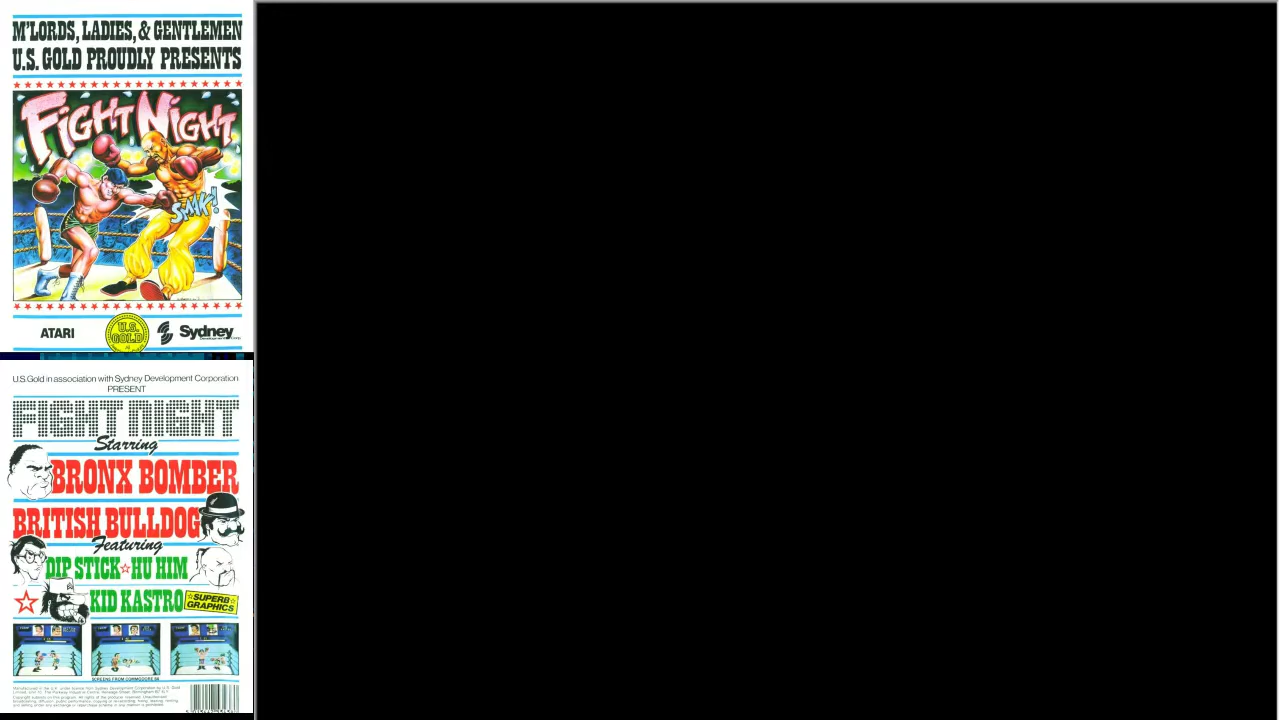 M'LORDS, LADIES, & GENTLEMEN
U.S. GOLD PROUDLY PRESENTS
FIGHT NIGHT
SMK!
ATARI
U.S. GOLD
Sydney
U.S. Gold in association with Sydney Development Corporation
PRESENT
FIGHT NIGHT
Starring
BRONX BOMBER
BRITISH BULLDOG
Featuring
DIP STICK ☆ HU HIM
KID KASTRO
SUPERB GRAPHICS
SCREENS FROM COMMODORE 64